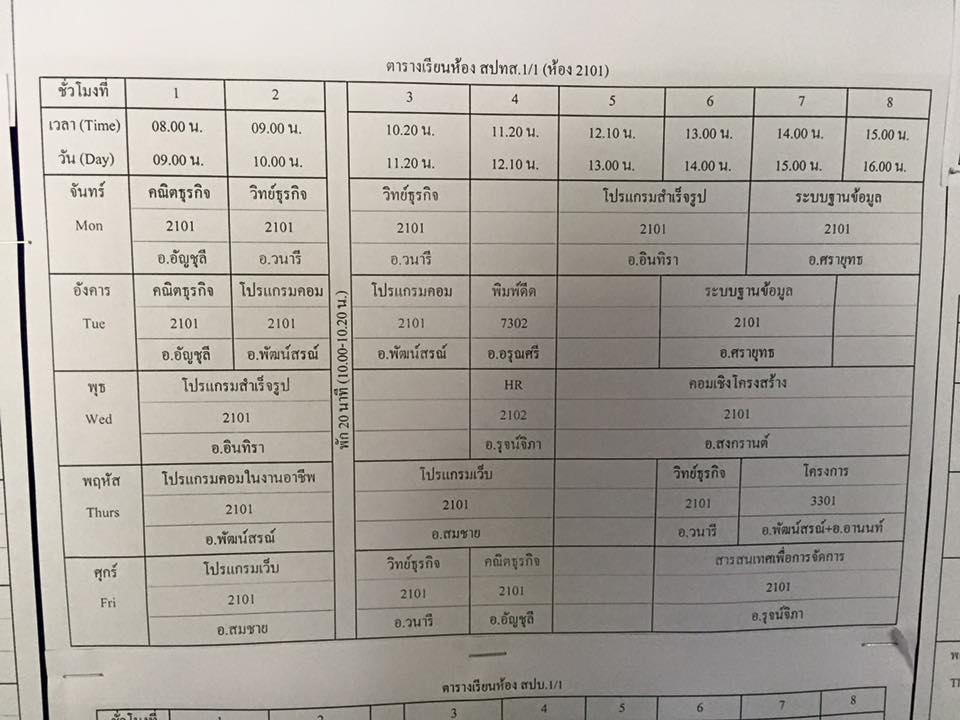 ตารางเรียนห้อง สปทส.1/1 (ห้อง 2101)
ชั่วโมงที่ 1 2 3 4 5 6 7 8
เวลา (Time) 08.00 น. 09.00 น. 10.20 น. 11.20 น. 12.10 น. 13.00 น. 14.00 น. 15.00 น.
วัน (Day) 09.00 น. 10.00 น. 11.20 น. 12.10 น. 13.00 น. 14.00 น. 15.00 น. 16.00 น.
พัก 20 นาที (10.00-10.20 น.)
จันทร์ คณิตธุรกิจ วิทย์ธุรกิจ วิทย์ธุรกิจ โปรแกรมสำเร็จรูป ระบบฐานข้อมูล
Mon 2101 2101 2101 2101 2101
อ.อัญชุลี อ.วนารี อ.วนารี อ.อินทิรา อ.ศรายุทธ
อังคาร คณิตธุรกิจ โปรแกรมคอม โปรแกรมคอม พิมพ์ดีด ระบบฐานข้อมูล
Tue 2101 2101 2101 7302 2101
อ.อัญชุลี อ.พัฒน์สรณ์ อ.พัฒน์สรณ์ อ.อรุณศรี อ.ศรายุทธ
พุธ โปรแกรมสำเร็จรูป HR คอมเชิงโครงสร้าง
Wed 2101 2102 2101
อ.อินทิรา อ.รุจน์จิภา อ.สงกรานต์
พฤหัส โปรแกรมคอมในงานอาชีพ โปรแกรมเว็บ วิทย์ธุรกิจ โครงการ
Thurs 2101 2101 2101 3301
อ.พัฒน์สรณ์ อ.สมชาย อ.วนารี อ.พัฒน์สรณ์+อ.อานนท์
ศุกร์ โปรแกรมเว็บ วิทย์ธุรกิจ คณิตธุรกิจ สารสนเทศเพื่อการจัดการ
Fri 2101 2101 2101 2101
อ.สมชาย อ.วนารี อ.อัญชุลี อ.รุจน์จิภา
ตารางเรียนห้อง สปบ.1/1
ชั่วโมงที่ 1 2 3 4 5 6 7 8